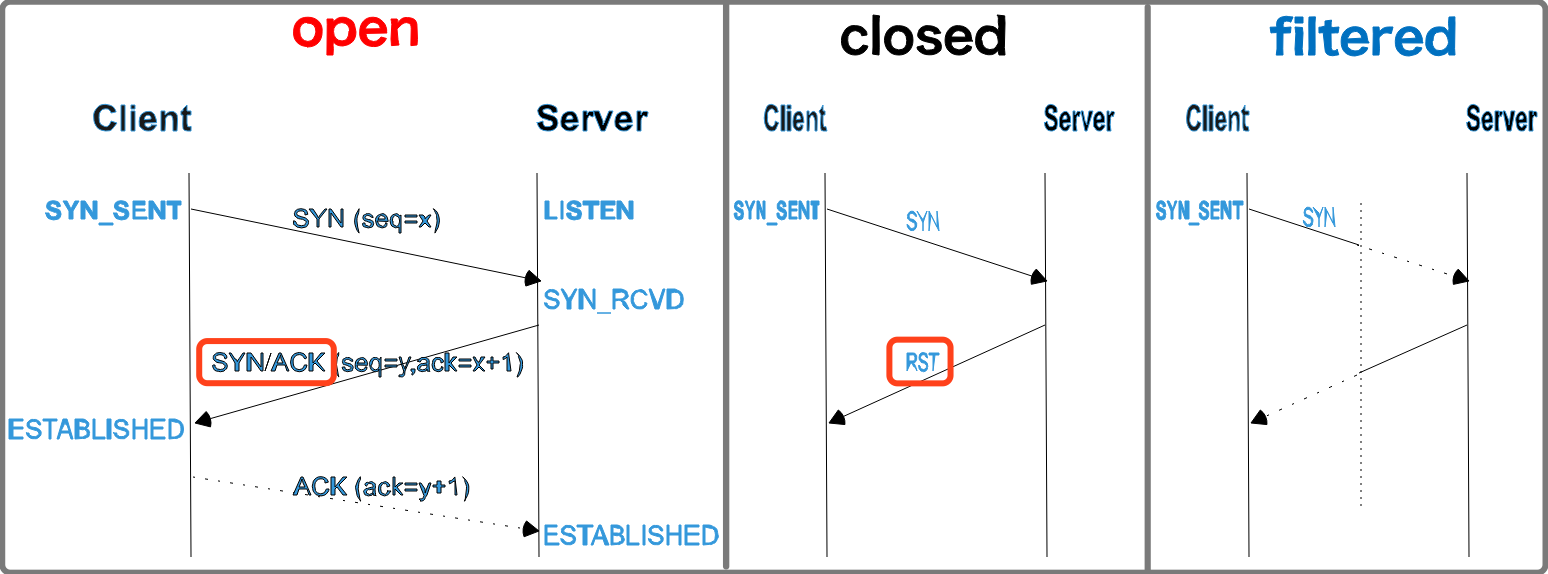 open
Client
Server
SYN_SENT
SYN (seq=x)
LISTEN
SYN_RCVD
SYN/ACK (seq=y,ack=x+1)
ESTABLISHED
ACK (ack=y+1)
ESTABLISHED
closed
Client
Server
SYN_SENT
SYN
RST
filtered
Client
Server
SYN_SENT
SYN